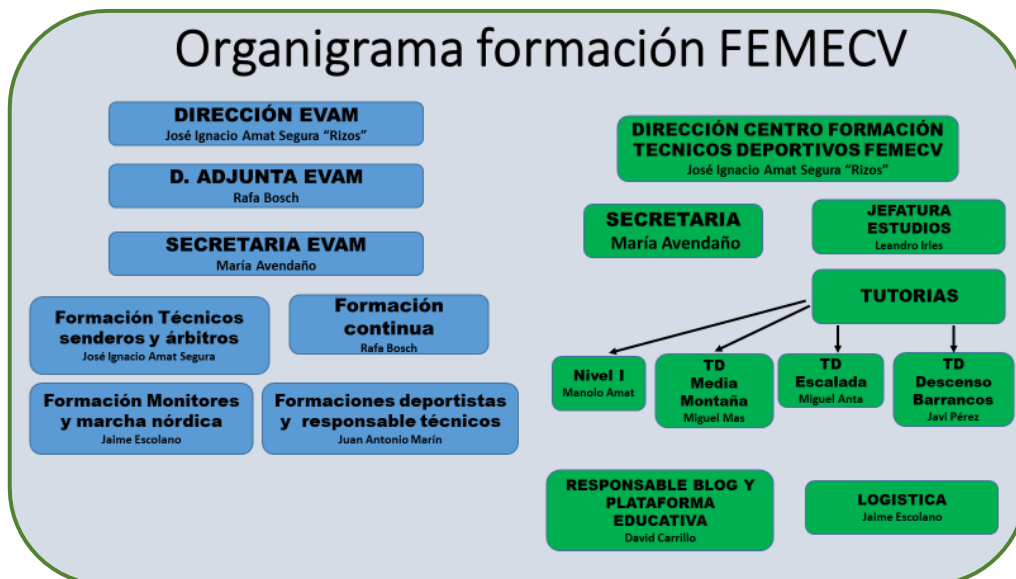 Organigrama formación FEMECV
DIRECCIÓN EVAM
José Ignacio Amat Segura “Rizos”
D. ADJUNTA EVAM
Rafa Bosch
SECRETARIA EVAM
María Avendaño
Formación Técnicos
senderos y árbitros
José Ignacio Amat Segura
Formación
continua
Rafa Bosch
Formación Monitores
y marcha nórdica
Jaime Escolano
Formaciones deportistas
y responsable técnicos
Juan Antonio Marín
DIRECCIÓN CENTRO FORMACIÓN
TECNICOS DEPORTIVOS FEMECV
José Ignacio Amat Segura “Rizos”
SECRETARIA
María Avendaño
JEFATURA
ESTUDIOS
Leandro Irles
TUTORIAS
Nivel I
Manolo Amat
TD
Media
Montaña
Miguel Mas
TD
Escalada
Miguel Anta
TD
Descenso
Barrancos
Javi Pérez
RESPONSABLE BLOG Y
PLATAFORMA
EDUCATIVA
David Carrillo
LOGISTICA
Jaime Escolano